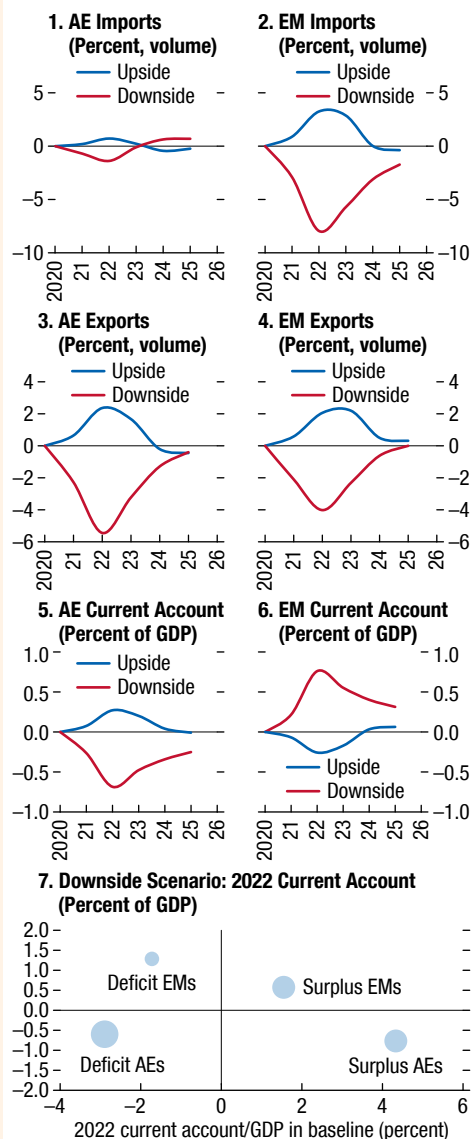 1. AE Imports
(Percent, volume)
Upside
Downside
5
0
–5
–10
2020
21
22
23
24
25
26
2. EM Imports
(Percent, volume)
Upside
Downside
5
0
–5
–10
2020
21
22
23
24
25
26
3. AE Exports
(Percent, volume)
Upside
Downside
4
2
0
–2
–4
–6
2020
21
22
23
24
25
26
4. EM Exports
(Percent, volume)
Upside
Downside
4
2
0
–2
–4
–6
2020
21
22
23
24
25
26
5. AE Current Account
(Percent of GDP)
Upside
Downside
1.0
0.5
0.0
–0.5
–1.0
2020
21
22
23
24
25
26
6. EM Current Account
(Percent of GDP)
Upside
Downside
1.0
0.5
0.0
–0.5
–1.0
2020
21
22
23
24
25
26
7. Downside Scenario: 2022 Current Account
(Percent of GDP)
2.0
1.5
1.0
0.5
0.0
–0.5
–1.0
–1.5
–2.0
Deficit EMs
Surplus EMs
Deficit AEs
Surplus AEs
–4 –2 0 2 4 6
2022 current account/GDP in baseline (percent)